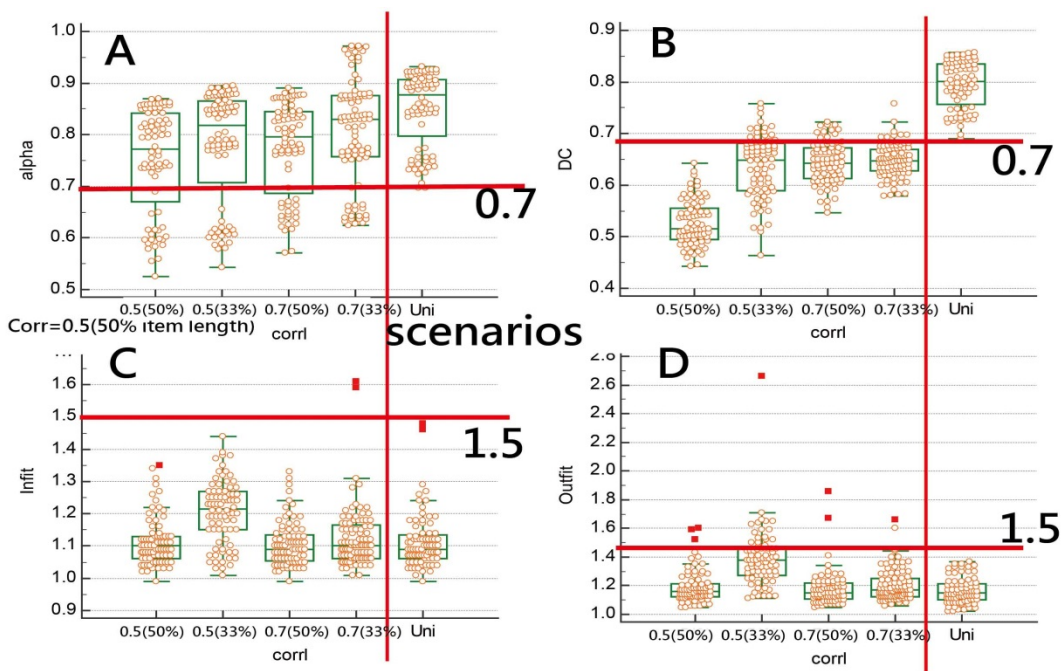 A
1.0
0.9
0.8
0.7
0.6
0.5
alpha
0.7
0.5(50%) 0.5(33%) 0.7(50%) 0.7(33%) Uni
corrl
Corr=0.5(50% item length)
B
0.9
0.8
0.7
0.6
0.5
0.4
DC
0.7
0.5(50%) 0.5(33%) 0.7(50%) 0.7(33%) Uni
corrl
scenarios
C
1.6
1.5
1.4
1.3
1.2
1.1
1.0
0.9
Infit
1.5
0.5(50%) 0.5(33%) 0.7(50%) 0.7(33%) Uni
corrl
D
2.8
2.6
2.4
2.2
2.0
1.8
1.6
1.4
1.2
1.0
Outfit
1.5
0.5(50%) 0.5(33%) 0.7(50%) 0.7(33%) Uni
corrl